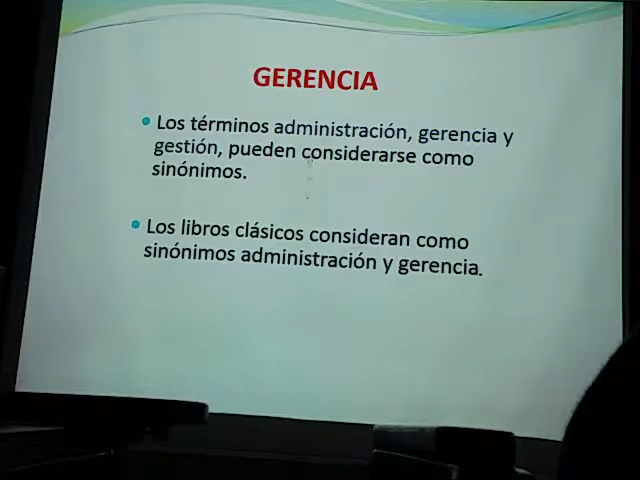 GERENCIA
• Los términos administración, gerencia y
gestión, pueden considerarse como
sinónimos.
• Los libros clásicos consideran como
sinónimos administración y gerencia.